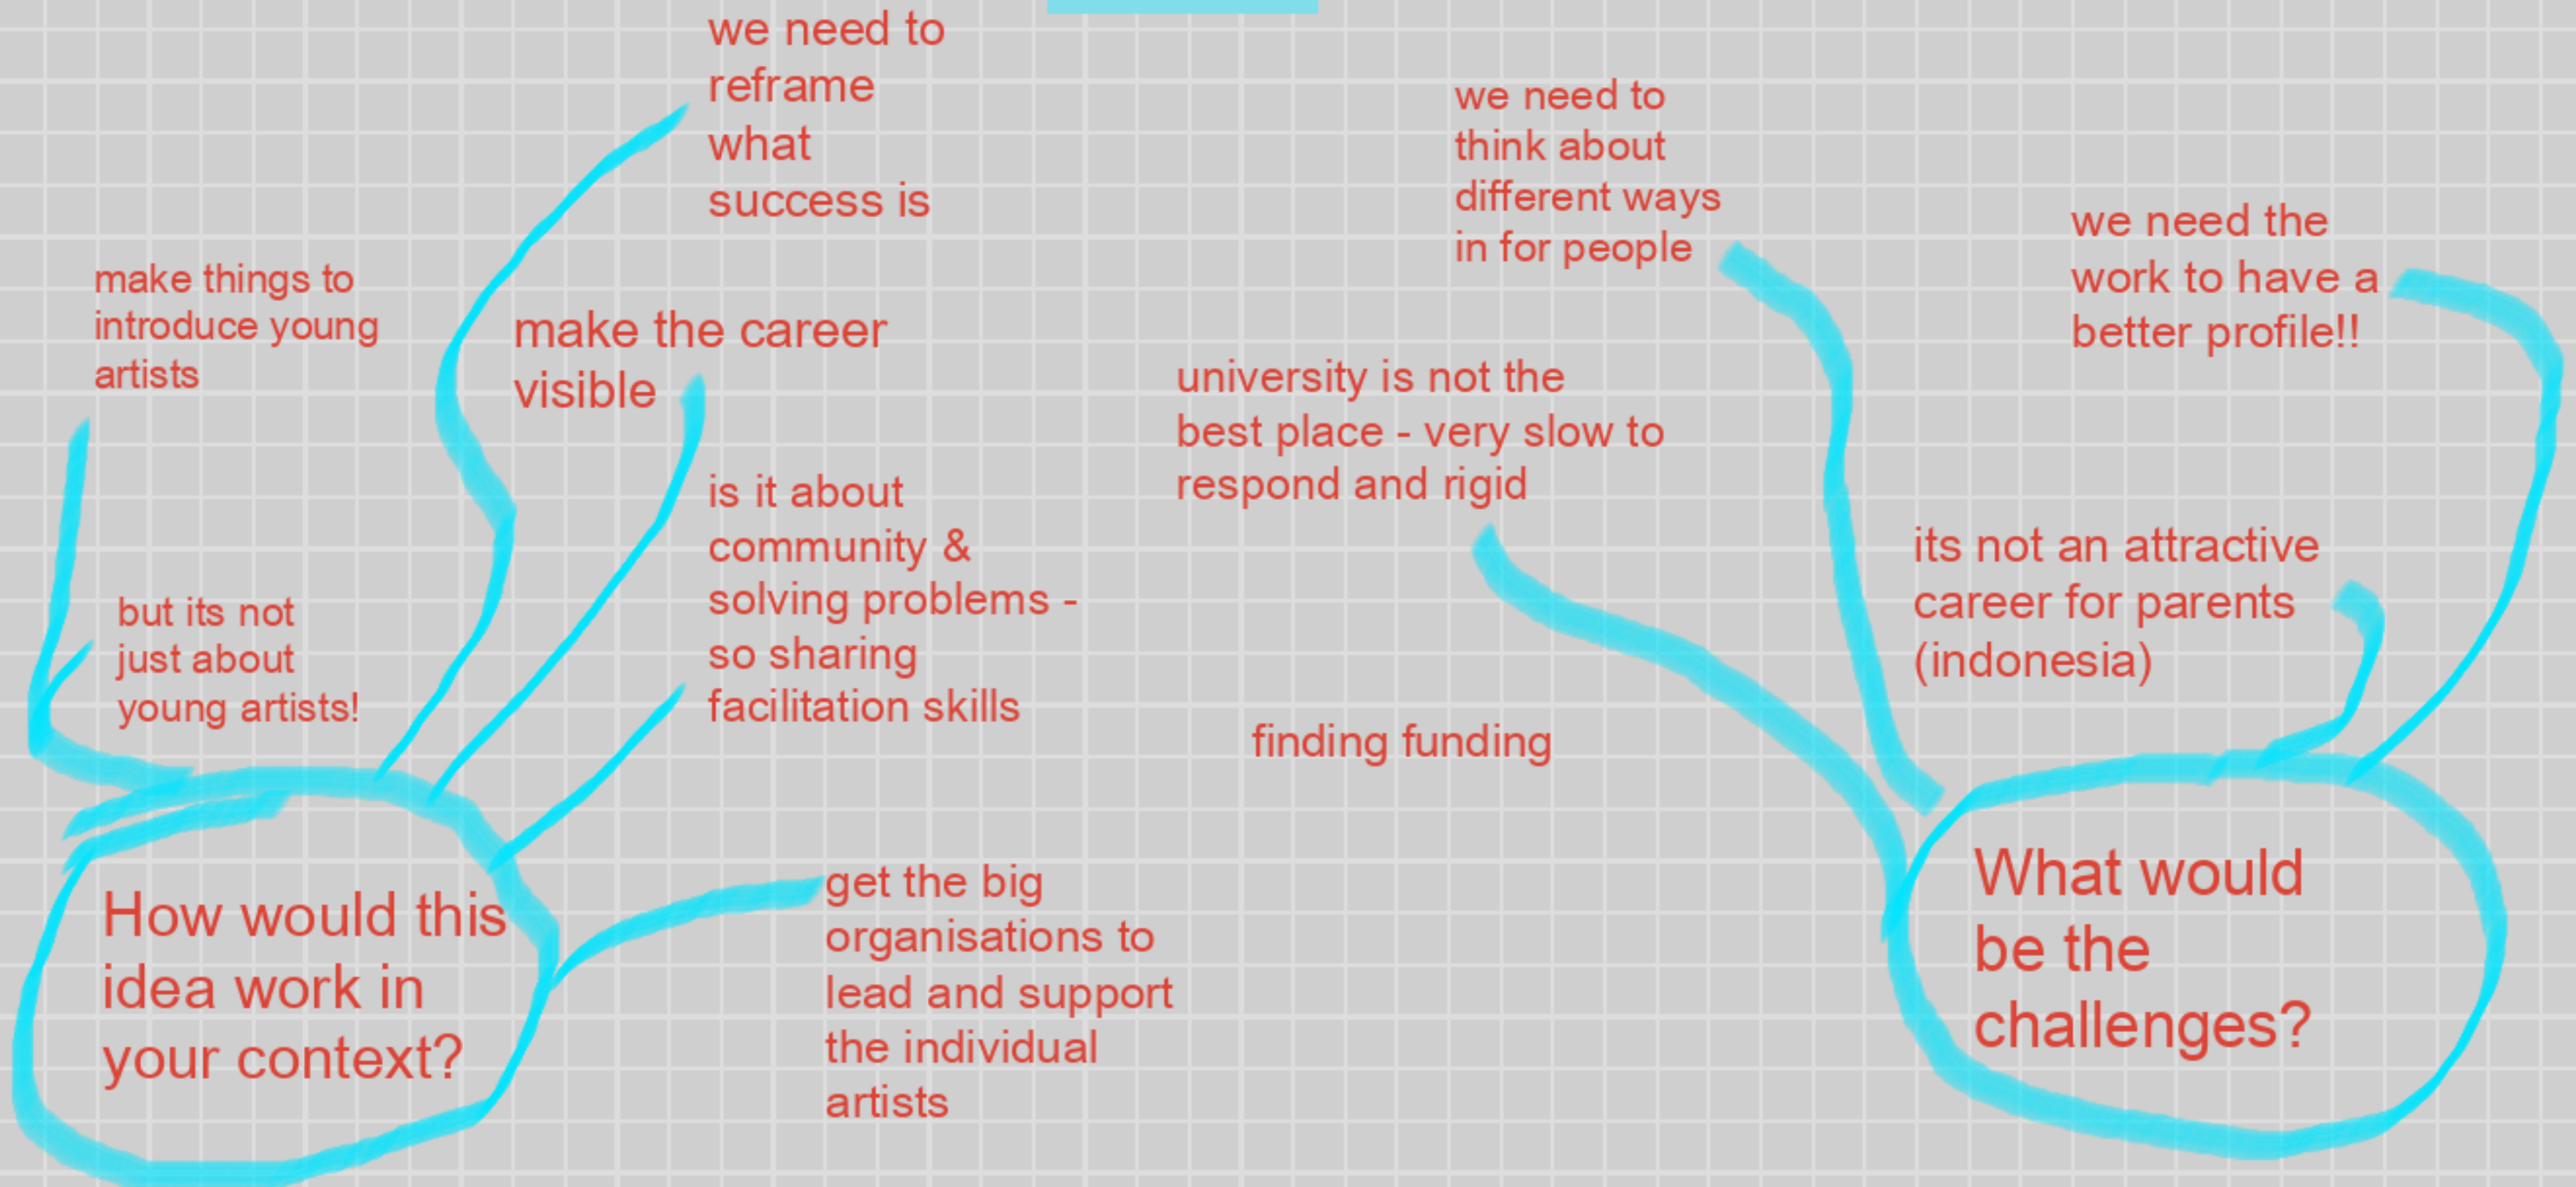 we need to
reframe
what
success is
make things to
introduce young
artists
make the career
visible
but its not
just about
young artists!
is it about
community &
solving problems -
so sharing
facilitation skills
How would this
idea work in
your context?
get the big
organisations to
lead and support
the individual
artists
we need to
think about
different ways
in for people
university is not the
best place - very slow to
respond and rigid
finding funding
we need the
work to have a
better profile!!
its not an attractive
career for parents
(indonesia)
What would
be the
challenges?